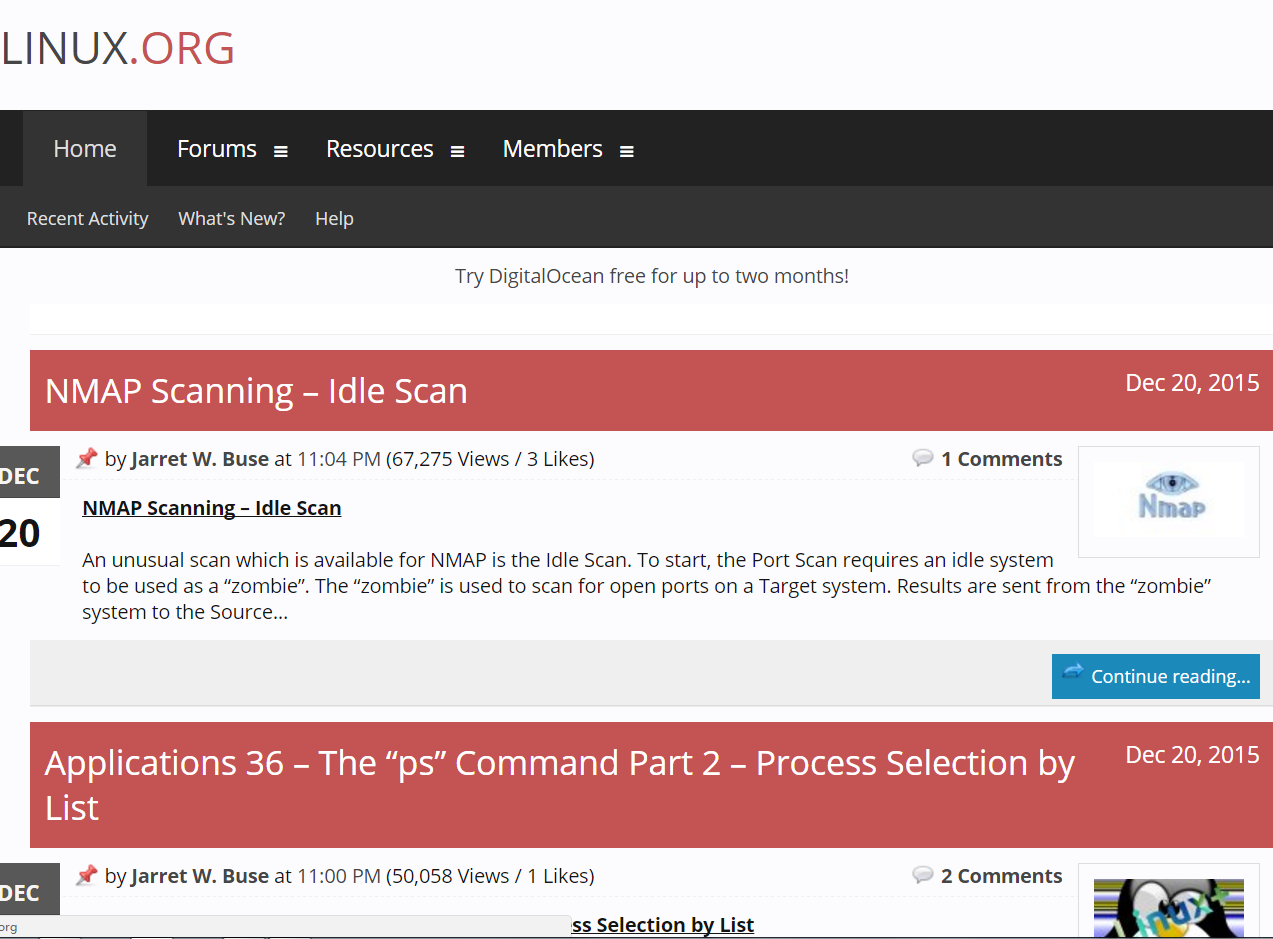 LINUX.ORG
Home Forums Resources Members
Recent Activity What's New? Help
Try DigitalOcean free for up to two months!
NMAP Scanning – Idle Scan Dec 20, 2015
DEC
20
by Jarret W. Buse at 11:04 PM (67,275 Views / 3 Likes) 1 Comments
Nmap
NMAP Scanning – Idle Scan
An unusual scan which is available for NMAP is the Idle Scan. To start, the Port Scan requires an idle system
to be used as a “zombie”. The “zombie” is used to scan for open ports on a Target system. Results are sent from the “zombie”
system to the Source...
Continue reading...
Applications 36 – The “ps” Command Part 2 – Process Selection by
List
Dec 20, 2015
DEC
by Jarret W. Buse at 11:00 PM (50,058 Views / 1 Likes) 2 Comments
Linux+
org
ss Selection by List